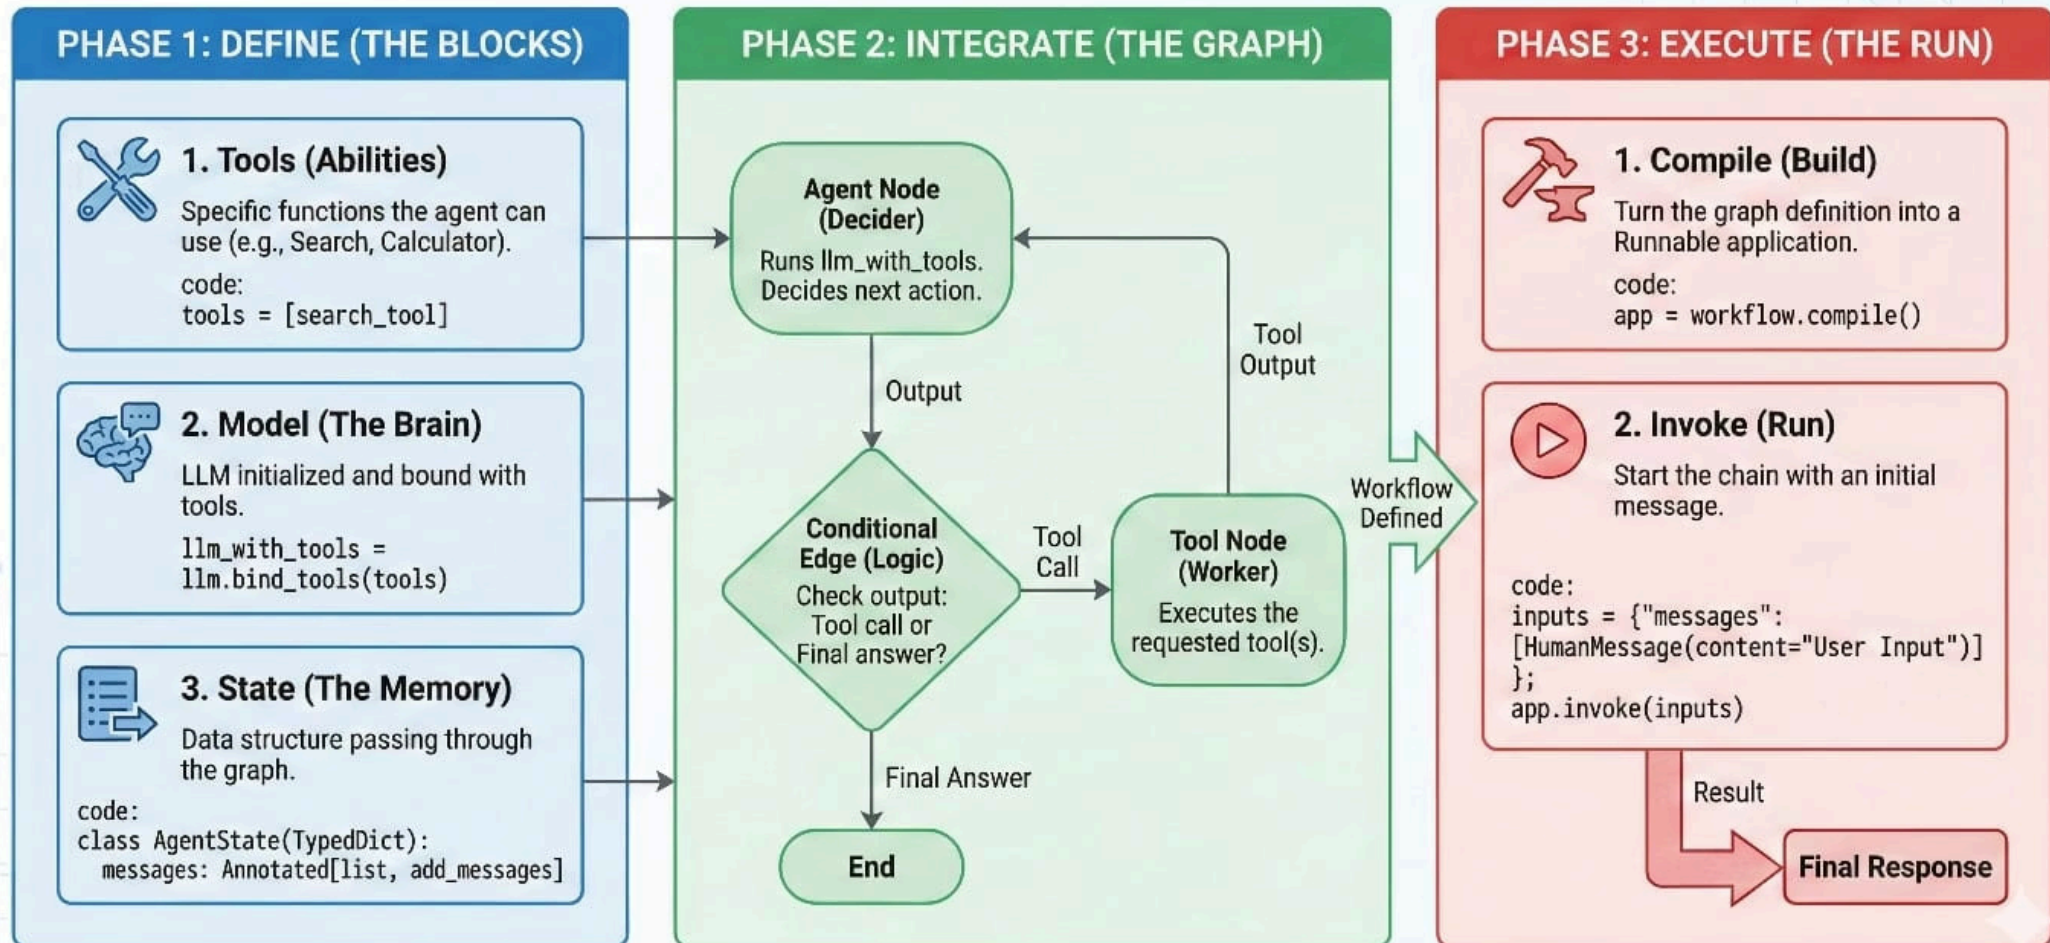 PHASE 1: DEFINE (THE BLOCKS)
1. Tools (Abilities)
Specific functions the agent can
use (e.g., Search, Calculator).
code:
tools = [search_tool]
2. Model (The Brain)
LLM initialized and bound with
tools.
llm_with_tools =
llm.bind_tools(tools)
3. State (The Memory)
Data structure passing through
the graph.
code:
class AgentState(TypedDict):
messages: Annotated[list, add_messages]
PHASE 2: INTEGRATE (THE GRAPH)
Agent Node
(Decider)
Runs llm_with_tools.
Decides next action.
Output
Conditional
Edge (Logic)
Check output:
Tool call or
Final answer?
Tool
Call
Tool Node
(Worker)
Executes the
requested tool(s).
Tool
Output
Final Answer
End
Workflow
Defined
PHASE 3: EXECUTE (THE RUN)
1. Compile (Build)
Turn the graph definition into a
Runnable application.
code:
app = workflow.compile()
2. Invoke (Run)
Start the chain with an initial
message.
code:
inputs = {"messages":
[HumanMessage(content="User Input")]
};
app.invoke(inputs)
Result
Final Response